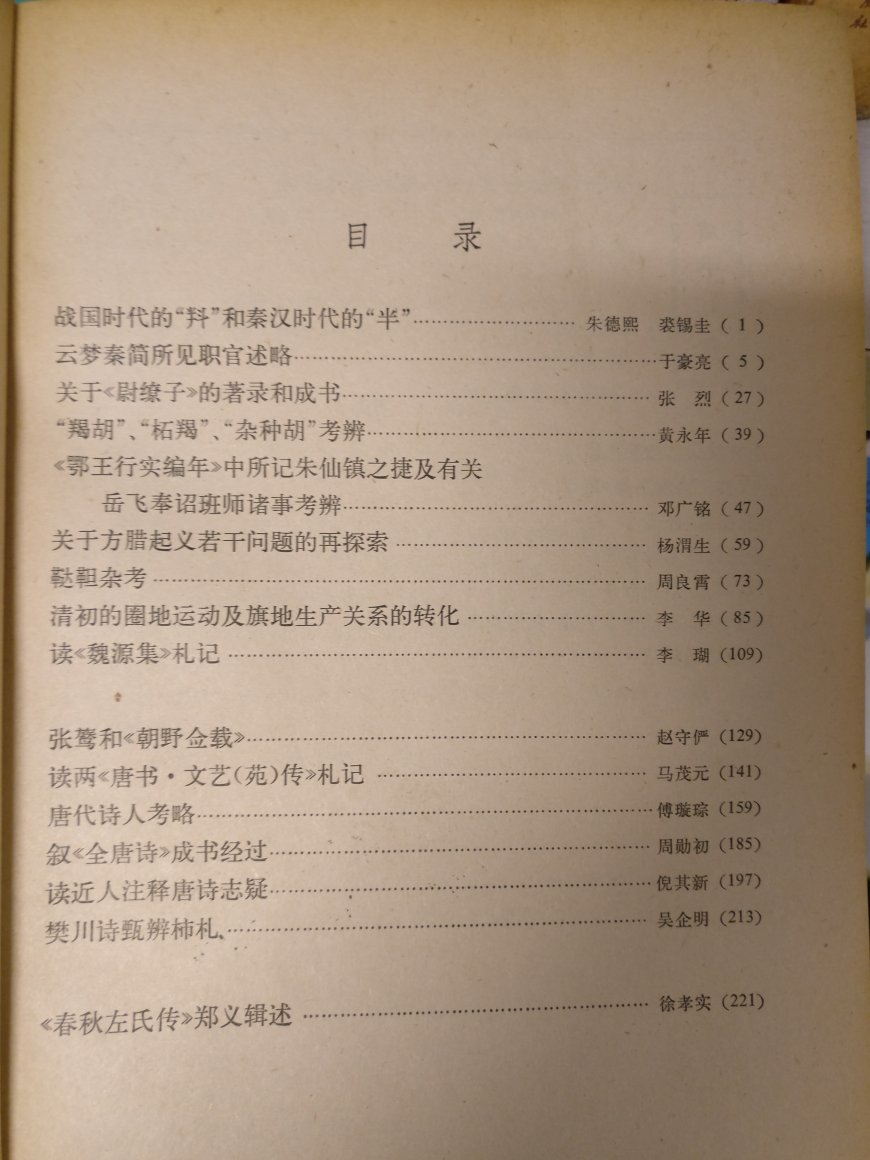 目 录
战国时代的“料”和秦汉时代的“半”………………………朱德熙 裘锡圭（1）
云梦秦简所见职官述略………………………于豪亮（5）
关于《尉缭子》的著录和成书………………………张 烈（27）
“羯胡”、“柘羯”、“杂种胡”考辨………………………黄永年（39）
《鄂王行实编年》中所记朱仙镇之捷及有关
岳飞奉诏班师诸事考辨………………………邓广铭（47）
关于方腊起义若干问题的再探索………………………杨渭生（59）
鞑靼杂考………………………周良霄（73）
清初的圈地运动及旗地生产关系的转化………………………李 华（85）
读《魏源集》札记………………………李 瑚（109）
张鹫和《朝野佥载》………………………赵守俨（129）
读两《唐书·文艺（苑）传》札记………………………马茂元（141）
唐代诗人考略………………………傅璇琮（159）
叙《全唐诗》成书经过………………………周勋初（185）
读近人注释唐诗志疑………………………倪其新（197）
樊川诗甄辨柿札………………………吴企明（213）
《春秋左氏传》郑义辑述………………………徐孝实（221）